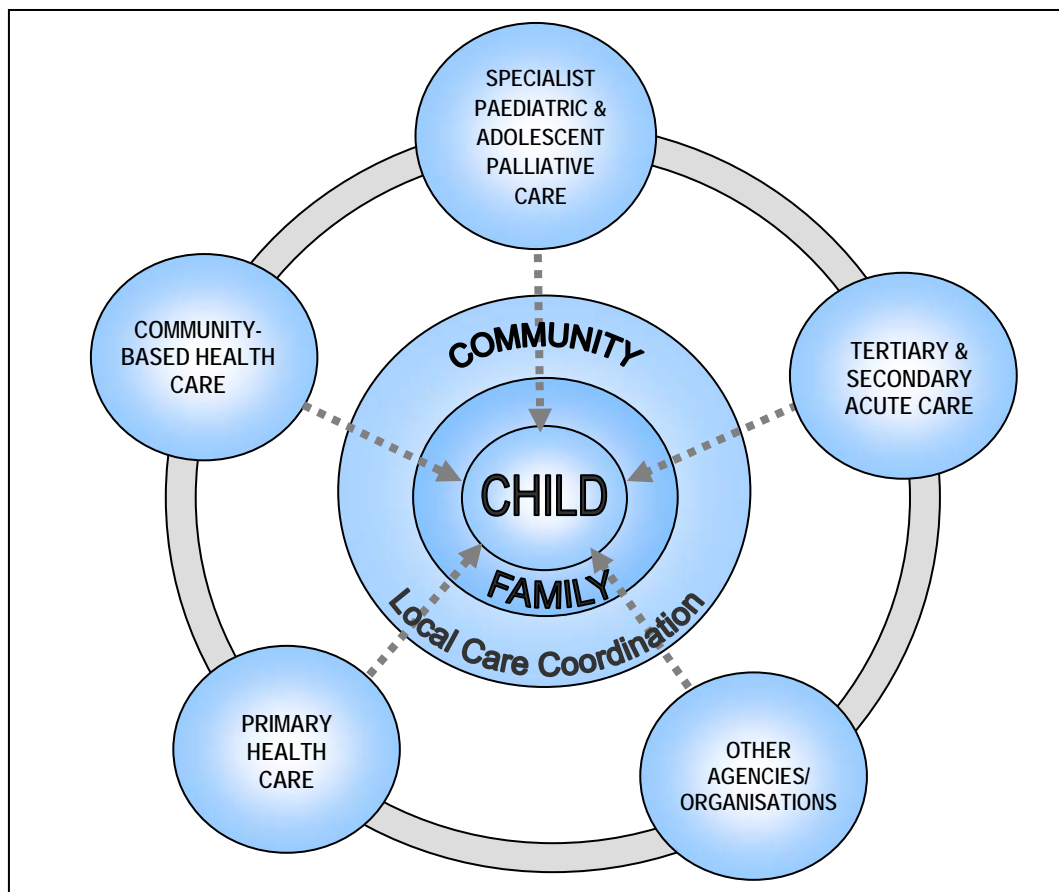 SPECIALIST
PAEDIATRIC &
ADOLESCENT
PALLIATIVE
CARE
COMMUNITY-
BASED HEALTH
CARE
TERTIARY &
SECONDARY
ACUTE CARE
COMMUNITY
CHILD
FAMILY
Local Care Coordination
PRIMARY
HEALTH
CARE
OTHER
AGENCIES/
ORGANISATIONS